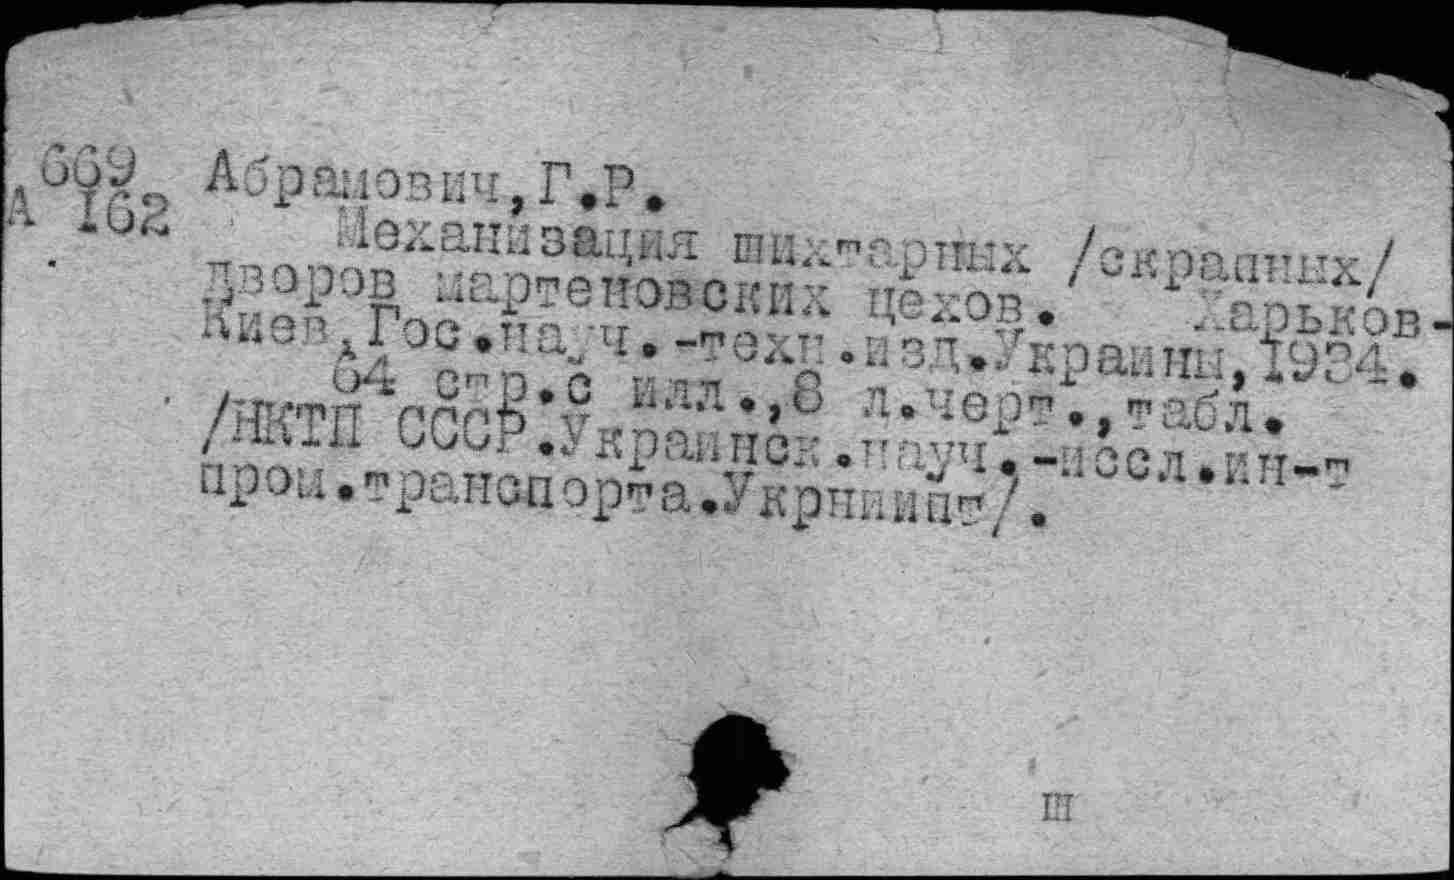 669
А 162
Абрамович,Г.Р.
Механизация шихтарных /скрапных/
дворов мартеновских цехов. Харьков-
Киев,Гос.науч.-техн.изд.Украины,1934.
64 стр.с илл.,8 л.черт.,табл.
/НКТП СССР.Украинск.науч.-иссл.ин-т
пром.транспорта.Укрниипт/.
Ш